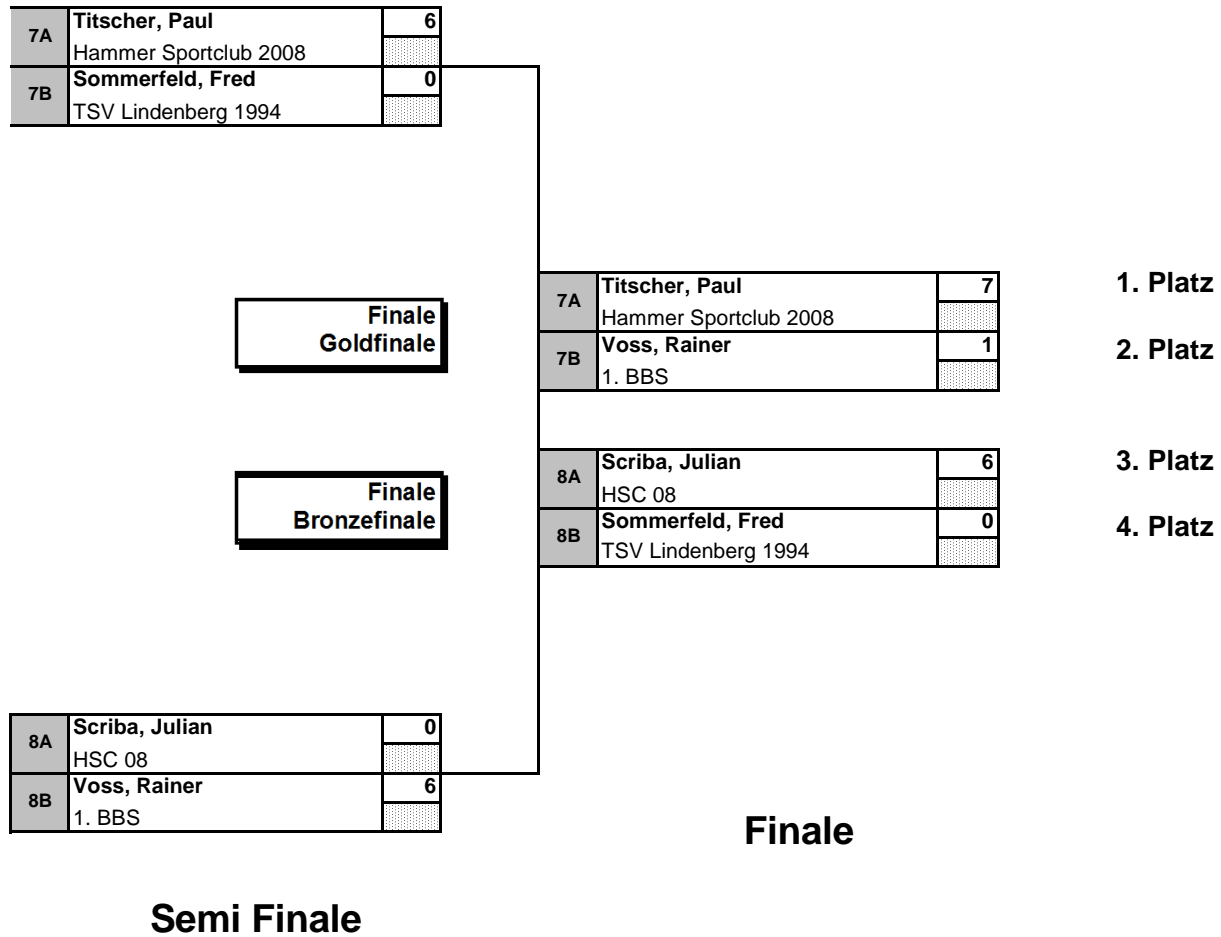 7A Titscher, Paul 6
Hammer Sportclub 2008
7B Sommerfeld, Fred 0
TSV Lindenberg 1994
Finale
Goldfinale
7A Titscher, Paul 7 1. Platz
Hammer Sportclub 2008
7B Voss, Rainer 1 2. Platz
1. BBS
Finale
Bronzefinale
8A Scriba, Julian 6 3. Platz
HSC 08
8B Sommerfeld, Fred 0 4. Platz
TSV Lindenberg 1994
8A Scriba, Julian 0
HSC 08
8B Voss, Rainer 6
1. BBS
Finale
Semi Finale